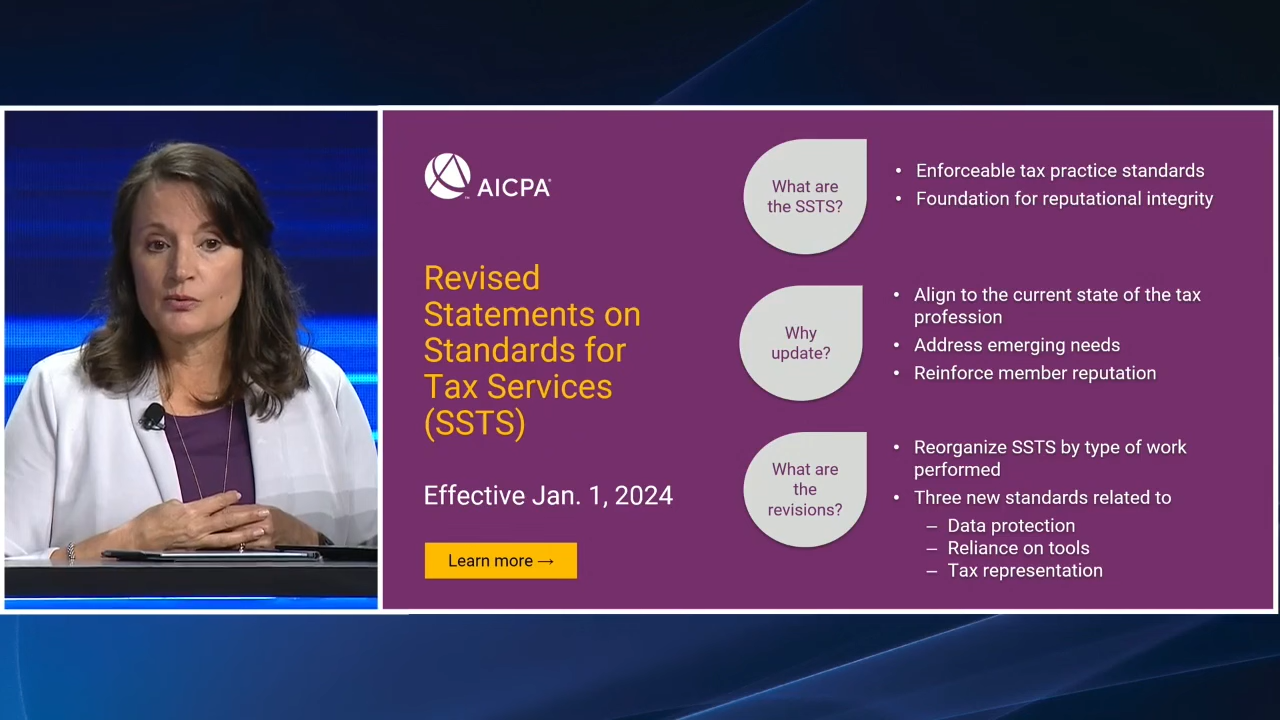 AICPA®
™
Revised
Statements on
Standards for
Tax Services
(SSTS)
Effective Jan. 1, 2024
Learn more →
What are
the SSTS?
• Enforceable tax practice standards
• Foundation for reputational integrity
Why
update?
• Align to the current state of the tax
profession
• Address emerging needs
• Reinforce member reputation
What are
the
revisions?
• Reorganize SSTS by type of work
performed
• Three new standards related to
– Data protection
– Reliance on tools
– Tax representation